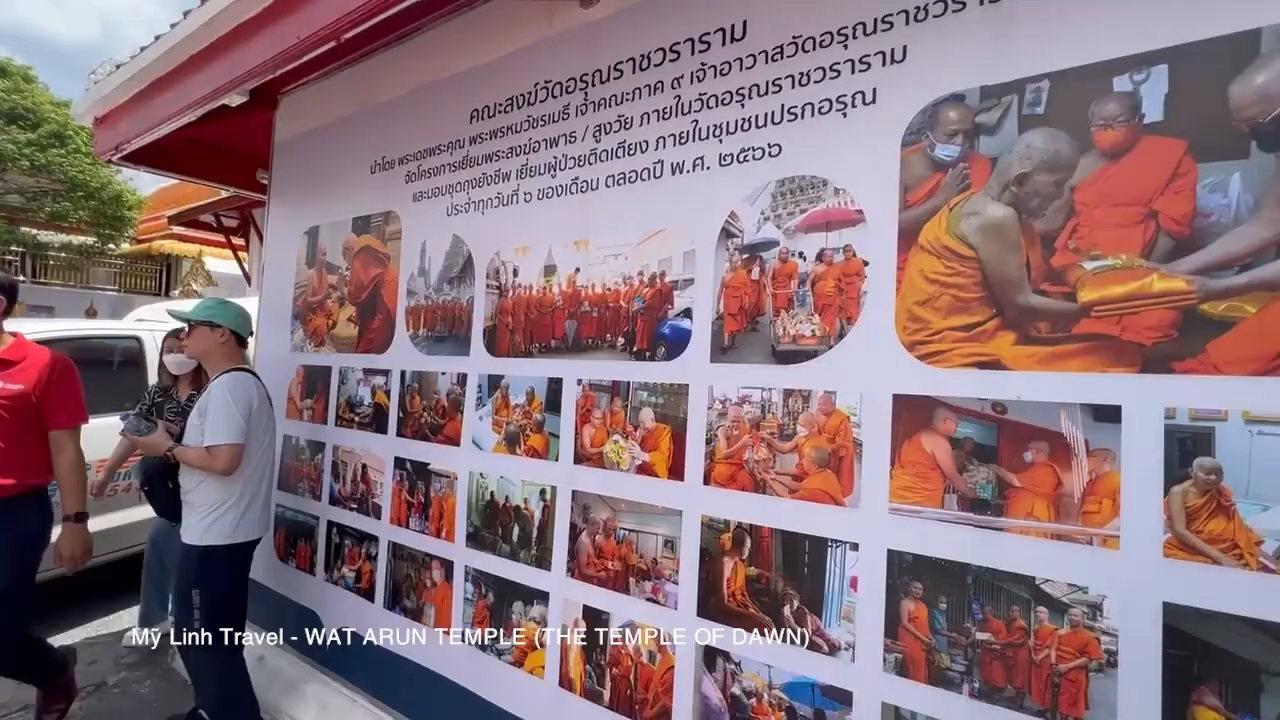 คณะสงฆ์วัดอรุณราชวราราม
นำโดย พระเดชพระคุณ พระพรหมวัชรเมธี เจ้าคณะภาค ๙ เจ้าอาวาสวัดอรุณราชวราราม
จัดโครงการเยี่ยมพระสงฆ์อาพาธ / สูงวัย ภายในวัดอรุณราชวราราม
และมอบชุดถุงยังชีพ เยี่ยมผู้ป่วยติดเตียง ภายในชุมชนปรกอรุณ
ประจำทุกวันที่ ๖ ของเดือน ตลอดปี พ.ศ. ๒๕๖๖
Mỹ Linh Travel - WAT ARUN TEMPLE (THE TEMPLE OF DAWN)